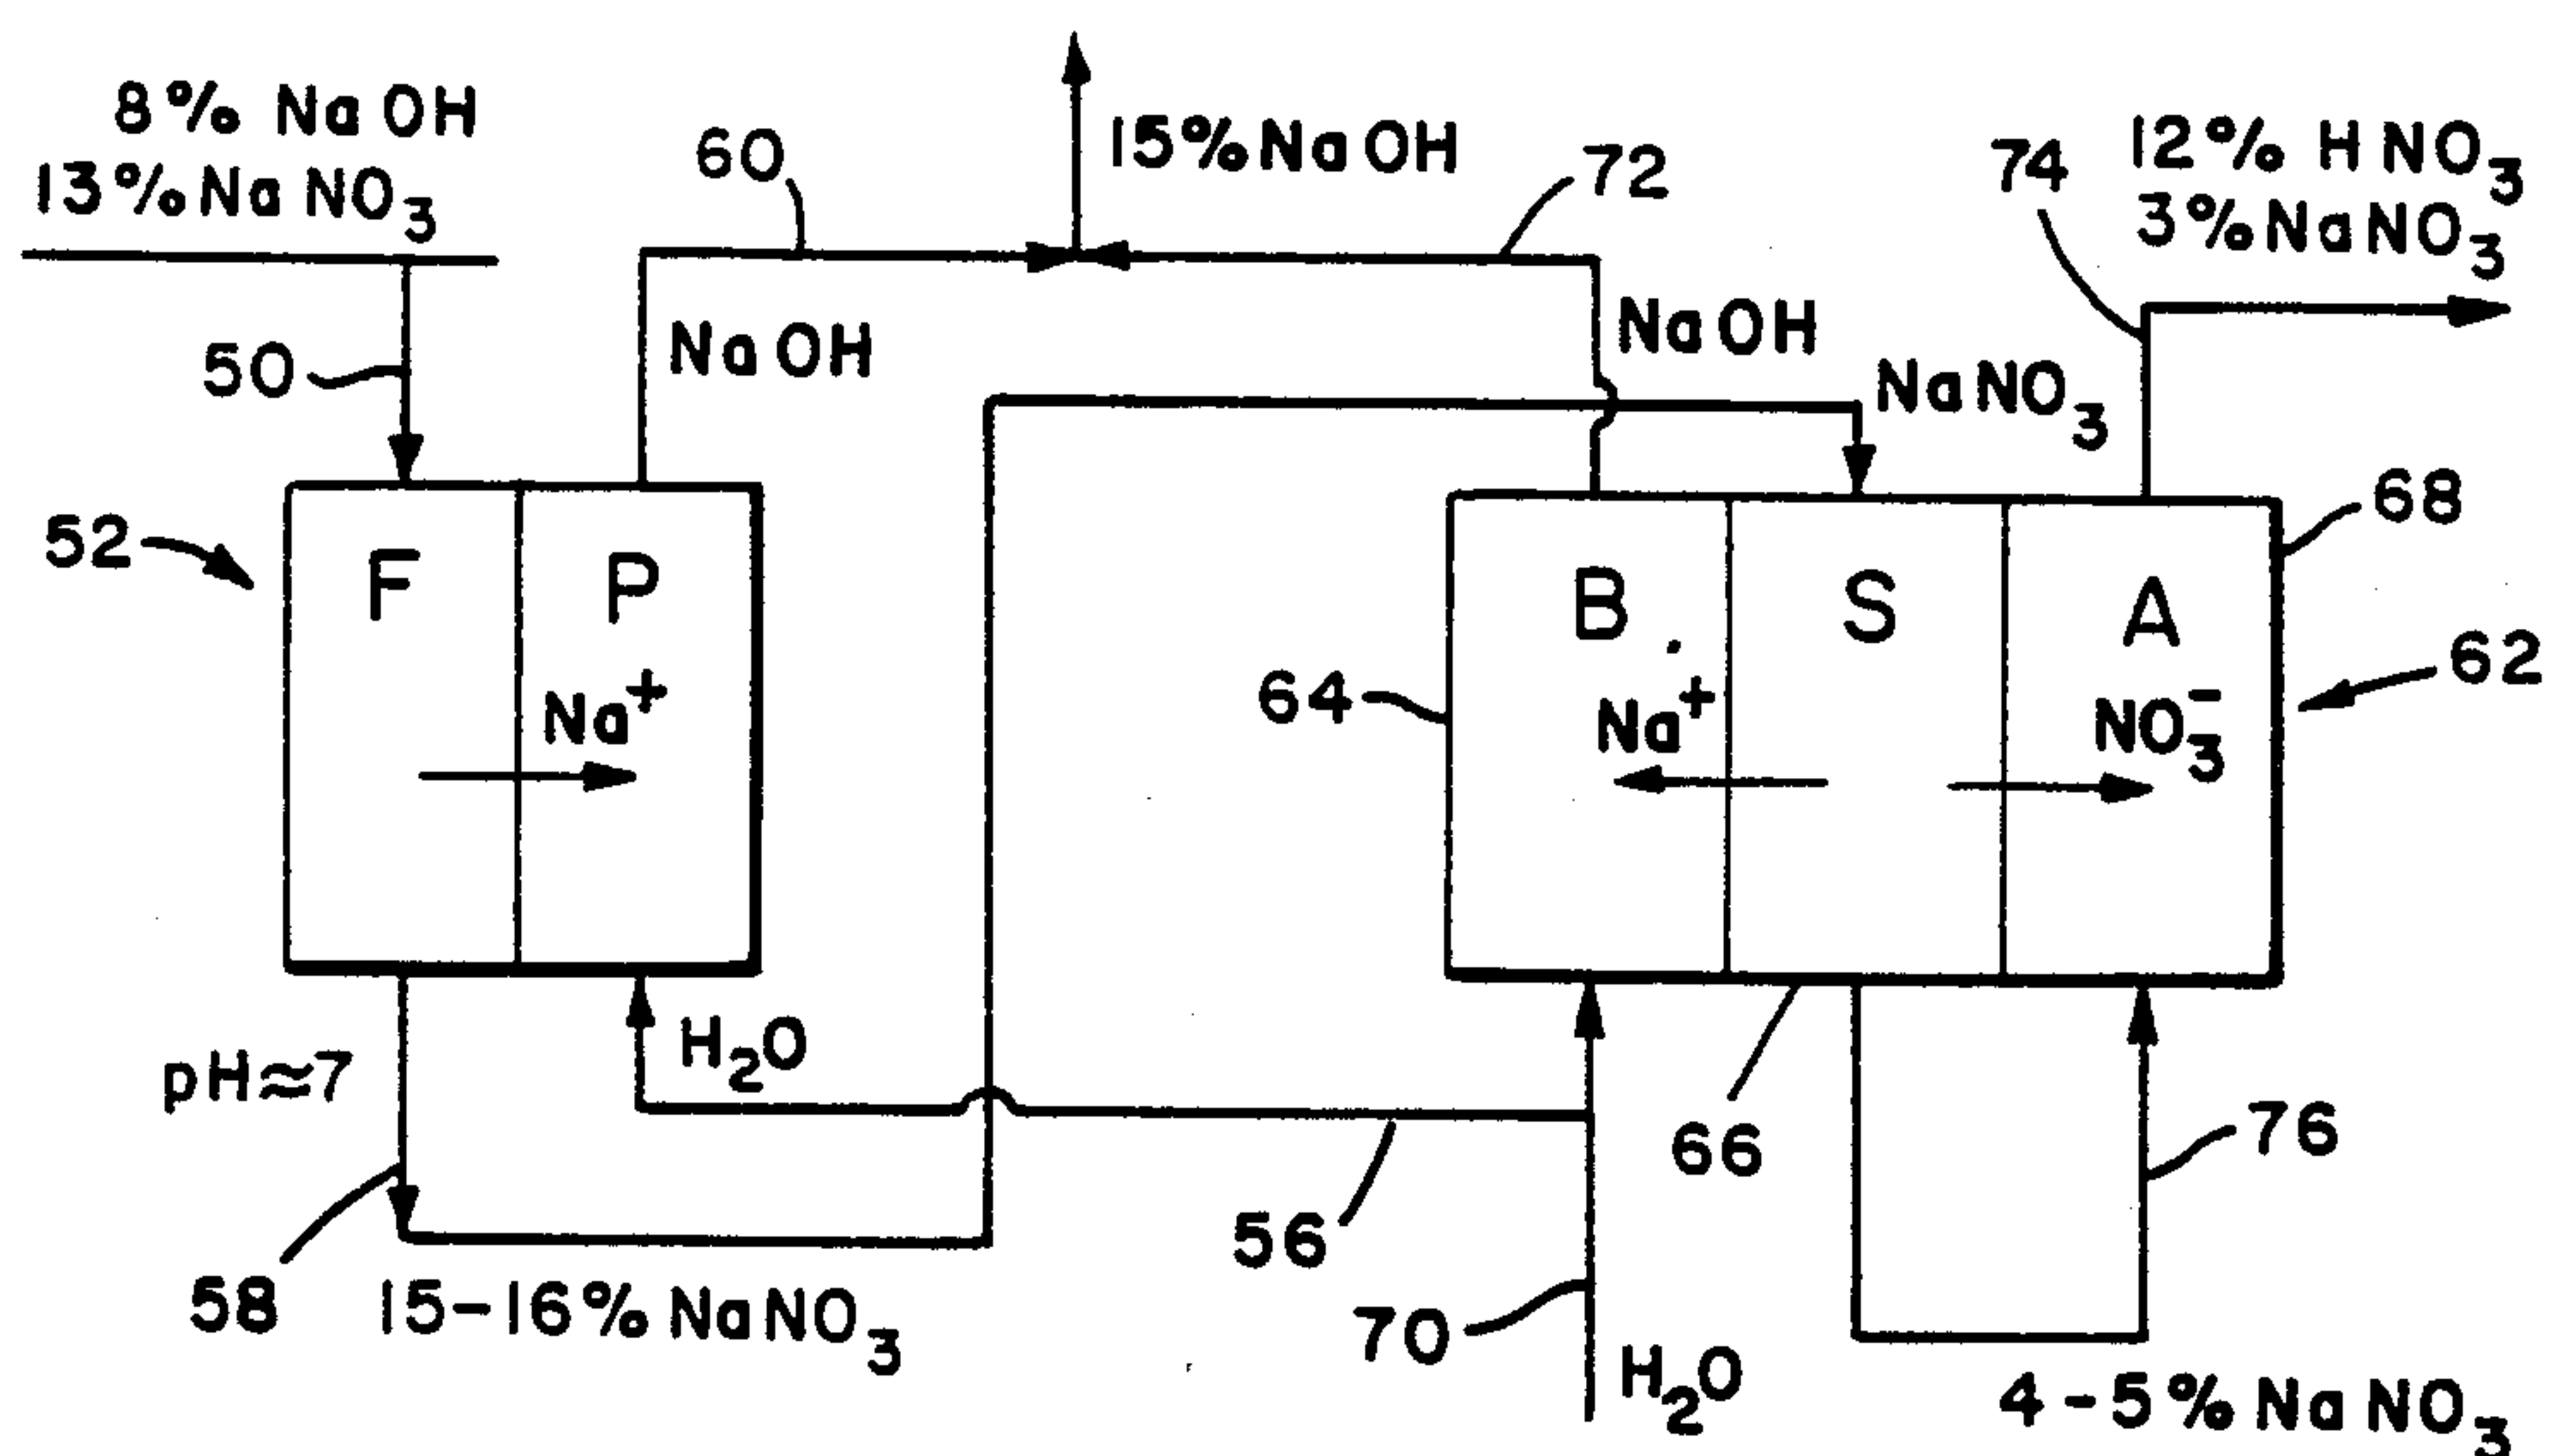 8% NaOH
13% NaNO3
50
52
F
P
Na+
60
NaOH
15% NaOH
72
NaOH
NaNO3
74
12% HNO3
3% NaNO3
68
62
64
B
S
A
Na+
NO3-
pH≈7
58
15-16% NaNO3
H2O
56
66
70
H2O
76
4-5% NaNO3